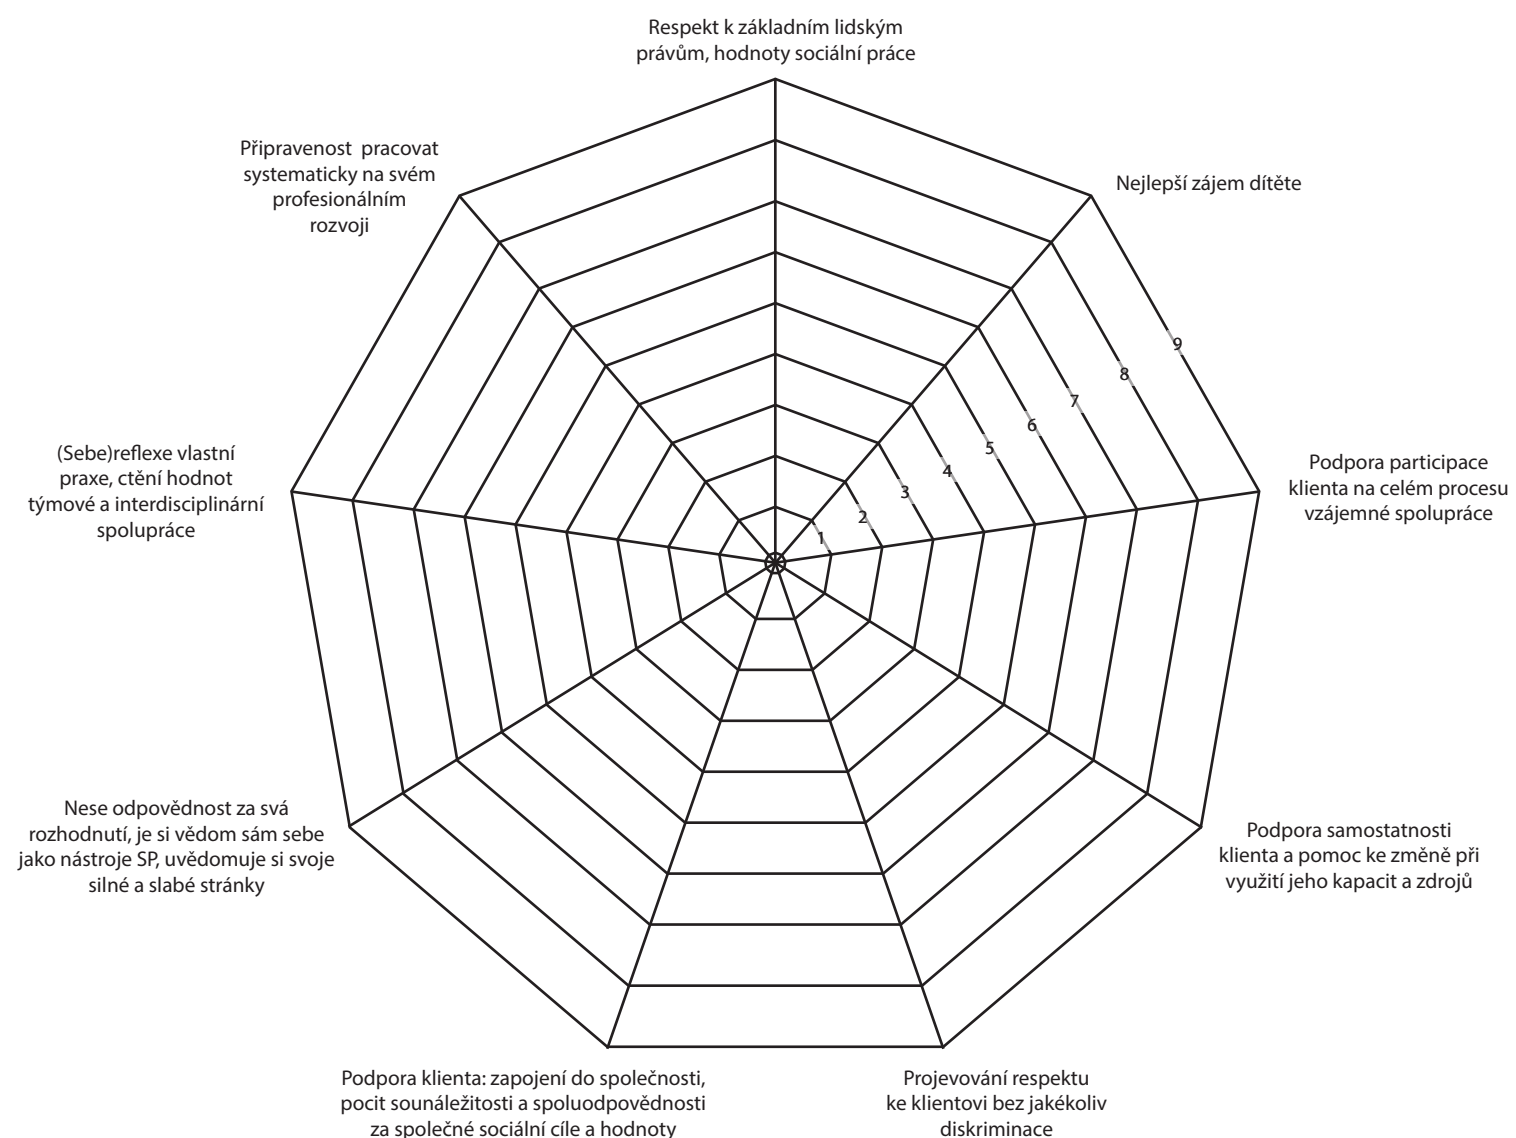 Respekt k základním lidským
právům, hodnoty sociální práce
Připravenost pracovat
systematicky na svém
profesionálním
rozvoji
Nejlepší zájem dítěte
9
8
7
6
5
4
3
2
1
(Sebe)reflexe vlastní
praxe, ctění hodnot
týmové a interdisciplinární
spolupráce
Podpora participace
klienta na celém procesu
vzájemné spolupráce
Nese odpovědnost za svá
rozhodnutí, je si vědom sám sebe
jako nástroje SP, uvědomuje si svoje
silné a slabé stránky
Podpora samostatnosti
klienta a pomoc ke změně při
využití jeho kapacit a zdrojů
Podpora klienta: zapojení do společnosti,
pocit sounáležitosti a spoluodpovědnosti
za společné sociální cíle a hodnoty
Projevování respektu
ke klientovi bez jakékoliv
diskriminace